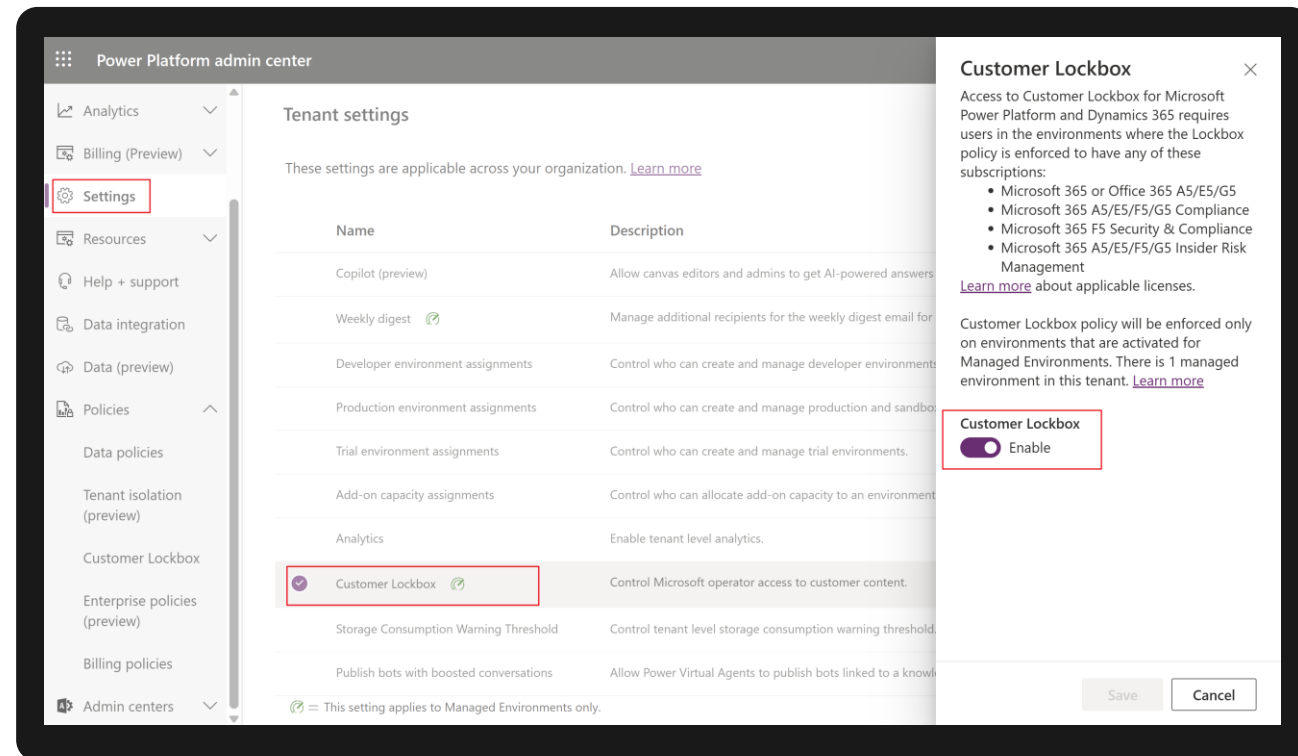 Power Platform admin center
Analytics
Billing (Preview)
Settings
Resources
Help + support
Data integration
Data (preview)
Policies
Data policies
Tenant isolation
(preview)
Customer Lockbox
Enterprise policies
(preview)
Billing policies
Admin centers
Tenant settings
These settings are applicable across your organization. Learn more
Name Description
Copilot (preview) Allow canvas editors and admins to get AI-powered answers
Weekly digest Manage additional recipients for the weekly digest email for
Developer environment assignments Control who can create and manage developer environments
Production environment assignments Control who can create and manage production and sandbo
Trial environment assignments Control who can create and manage trial environments.
Add-on capacity assignments Control who can allocate add-on capacity to an environment
Analytics Enable tenant level analytics.
Customer Lockbox Control Microsoft operator access to customer content.
Storage Consumption Warning Threshold Control tenant level storage consumption warning threshold.
Publish bots with boosted conversations Allow Power Virtual Agents to publish bots linked to a knowl
= This setting applies to Managed Environments only.
Customer Lockbox
Access to Customer Lockbox for Microsoft
Power Platform and Dynamics 365 requires
users in the environments where the Lockbox
policy is enforced to have any of these
subscriptions:
• Microsoft 365 or Office 365 A5/E5/G5
• Microsoft 365 A5/E5/F5/G5 Compliance
• Microsoft 365 F5 Security & Compliance
• Microsoft 365 A5/E5/F5/G5 Insider Risk
Management
Learn more about applicable licenses.
Customer Lockbox policy will be enforced only
on environments that are activated for
Managed Environments. There is 1 managed
environment in this tenant. Learn more
Customer Lockbox
Enable
Save Cancel